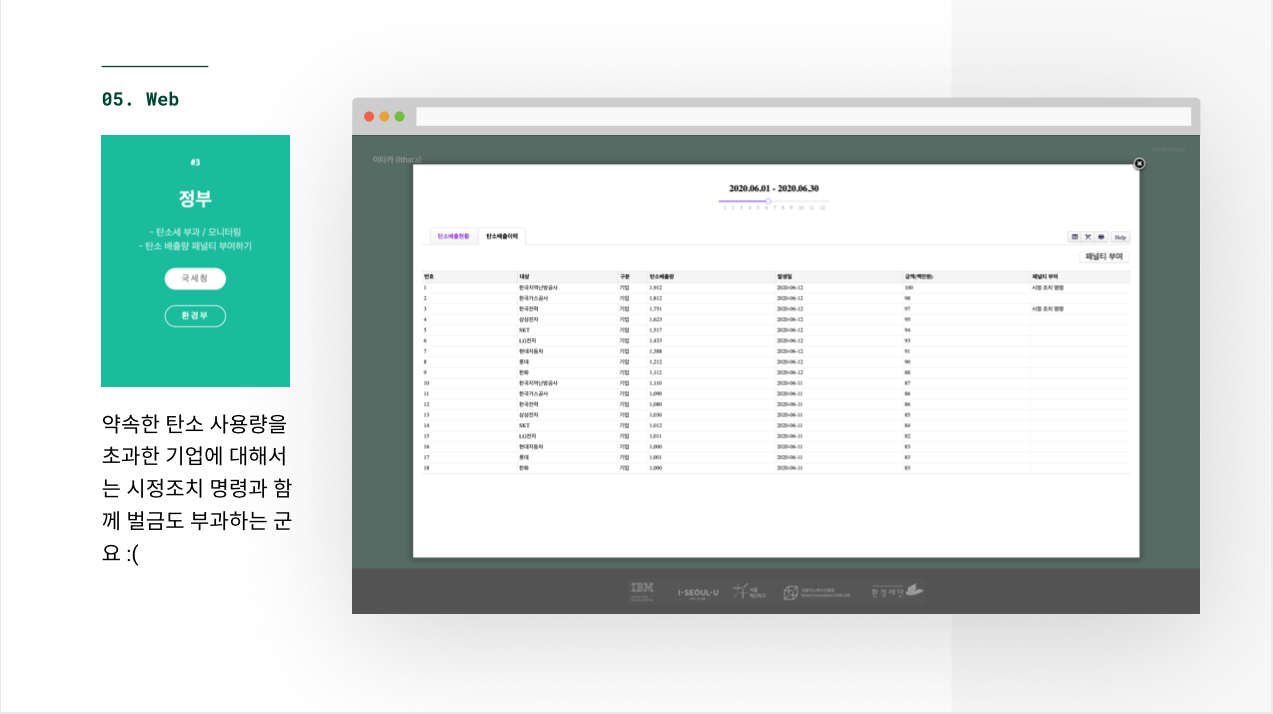 05. Web
#3
정부
- 탄소세 부과 / 모니터링
- 탄소 배출량 패널티 부여하기
국세청
환경부
약속한 탄소 사용량을
초과한 기업에 대해서
는 시정조치 명령과 함
께 벌금도 부과하는 군
요 :(
이타카 (Ithaca)
2020.06.01 - 2020.06.30
1 2 3 4 5 6 7 8 9 10 11 12
탄소배출현황 탄소배출이력
Help
패널티 부여
번호 대상 구분 탄소배출량 발생일 금액(백만원) 패널티 부여
1 한국지역난방공사 기업 1,912 2020-06-12 100 시정 조치 명령
2 한국가스공사 기업 1,812 2020-06-12 98
3 한국전력 기업 1,751 2020-06-12 97 시정 조치 명령
4 삼성전자 기업 1,623 2020-06-12 95
5 SKT 기업 1,517 2020-06-12 94
6 LG전자 기업 1,433 2020-06-12 93
7 현대자동차 기업 1,388 2020-06-12 91
8 롯데 기업 1,212 2020-06-12 90
9 한화 기업 1,112 2020-06-12 88
10 한국지역난방공사 기업 1,110 2020-06-11 87
11 한국가스공사 기업 1,090 2020-06-11 86
12 한국전력 기업 1,080 2020-06-11 86
13 삼성전자 기업 1,030 2020-06-11 85
14 SKT 기업 1,012 2020-06-11 84
15 LG전자 기업 1,011 2020-06-11 82
16 현대자동차 기업 1,000 2020-06-11 83
17 롯데 기업 1,001 2020-06-11 83
18 한화 기업 1,000 2020-06-11 83
IBM
I·SEOUL·U
환경재단